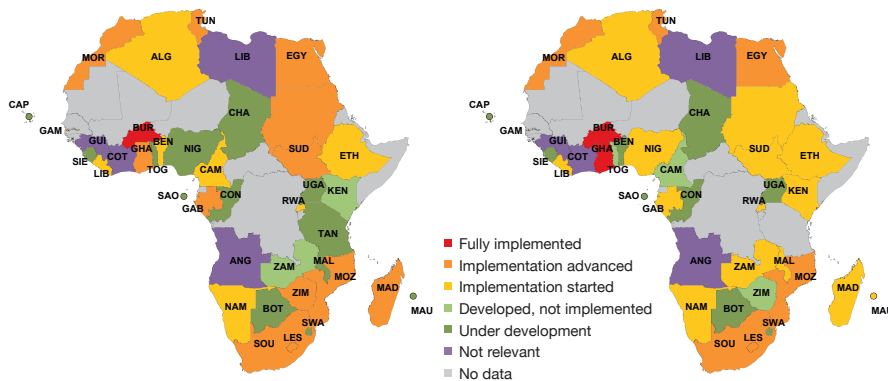 TUN
MOR
ALG
LIB
EGY
CAP
GAM
CHA
BUR
GUI
BEN
NIG
SUD
SIE
COT
GHA
ETH
LIB
TOG
CAM
SAO
CON
UGA
KEN
GAB
RWA
TAN
ANG
MAL
ZAM
MOZ
ZIM
MAD
NAM
BOT
MAU
SWA
LES
SOU
Fully implemented
Implementation advanced
Implementation started
Developed, not implemented
Under development
Not relevant
No data
TUN
MOR
ALG
LIB
EGY
CAP
GAM
CHA
BUR
GUI
BEN
NIG
SUD
SIE
COT
GHA
ETH
LIB
TOG
CAM
SAO
CON
UGA
KEN
GAB
RWA
ANG
MAL
ZAM
MOZ
ZIM
MAD
NAM
BOT
MAU
SWA
LES
SOU